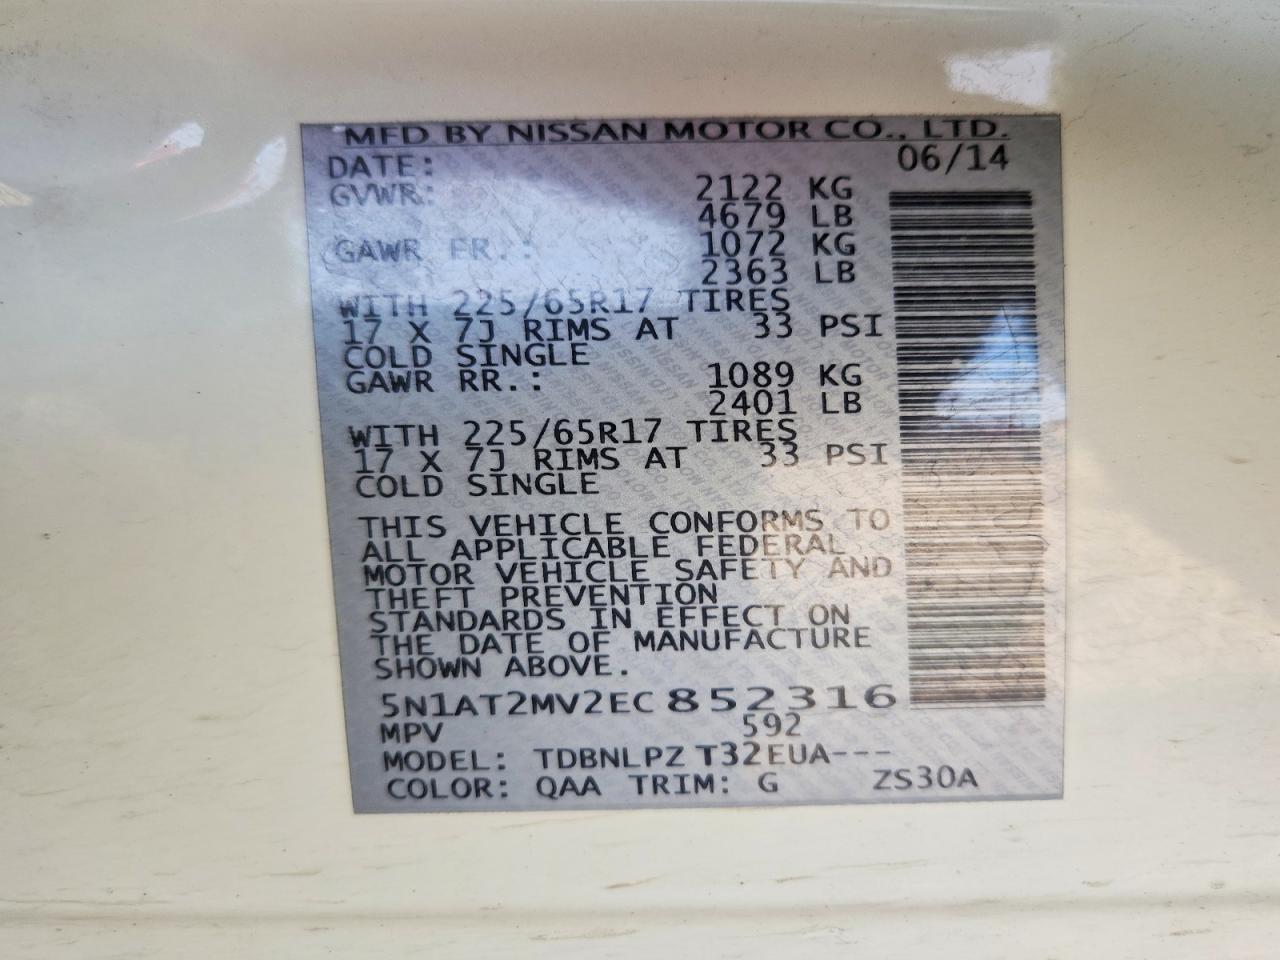 MFD BY NISSAN MOTOR CO., LTD.
DATE: 06/14
GVWR: 2122 KG
4679 LB
GAWR FR.: 1072 KG
2363 LB
WITH 225/65R17 TIRES
17 X 7J RIMS AT 33 PSI
COLD SINGLE
GAWR RR.: 1089 KG
2401 LB
WITH 225/65R17 TIRES
17 X 7J RIMS AT 33 PSI
COLD SINGLE
THIS VEHICLE CONFORMS TO
ALL APPLICABLE FEDERAL
MOTOR VEHICLE SAFETY AND
THEFT PREVENTION
STANDARDS IN EFFECT ON
THE DATE OF MANUFACTURE
SHOWN ABOVE.
5N1AT2MV2EC852316
MPV 592
MODEL: TDBNLPZ T32EUA---
COLOR: QAA TRIM: G ZS30A